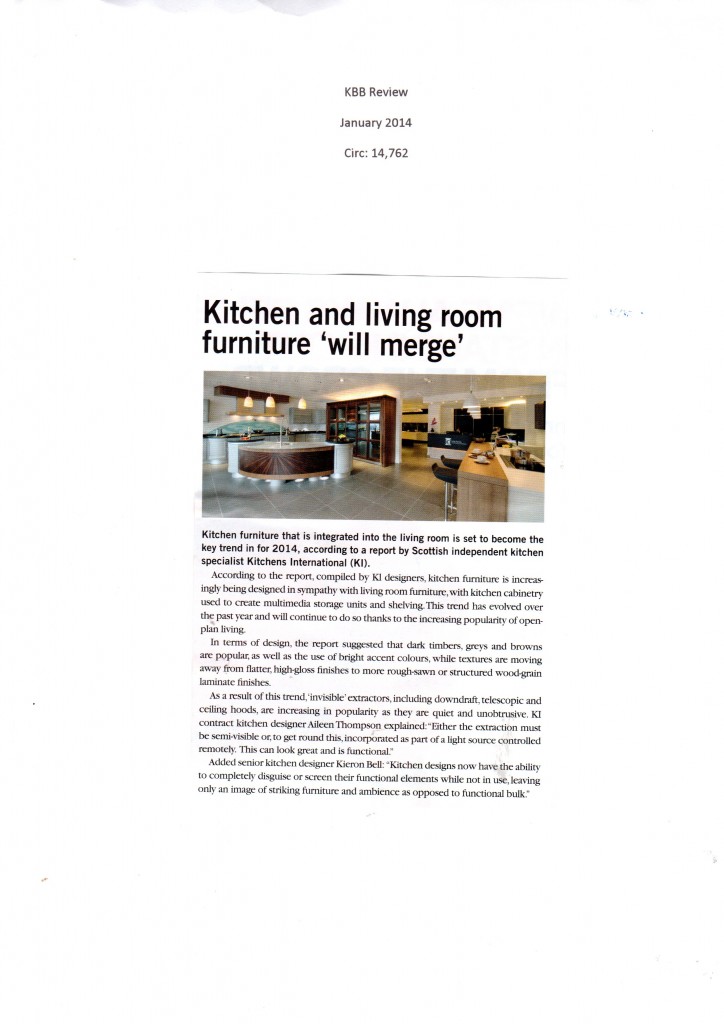 KBB Review
January 2014
Circ: 14,762
Kitchen and living room
furniture ‘will merge’
Kitchen furniture that is integrated into the living room is set to become the
key trend in for 2014, according to a report by Scottish independent kitchen
specialist Kitchens International (KI).
According to the report, compiled by KI designers, kitchen furniture is increas-
ingly being designed in sympathy with living room furniture, with kitchen cabinetry
used to create multimedia storage units and shelving. This trend has evolved over
the past year and will continue to do so thanks to the increasing popularity of open-
plan living.
In terms of design, the report suggested that dark timbers, greys and browns
are popular, as well as the use of bright accent colours, while textures are moving
away from flatter, high-gloss finishes to more rough-sawn or structured wood-grain
laminate finishes.
As a result of this trend, ‘invisible’ extractors, including downdraft, telescopic and
ceiling hoods, are increasing in popularity as they are quiet and unobtrusive. KI
contract kitchen designer Aileen Thompson explained: “Either the extraction must
be semi-visible or, to get round this, incorporated as part of a light source controlled
remotely. This can look great and is functional.”
Added senior kitchen designer Kieron Bell: “Kitchen designs now have the ability
to completely disguise or screen their functional elements while not in use, leaving
only an image of striking furniture and ambience as opposed to functional bulk.”